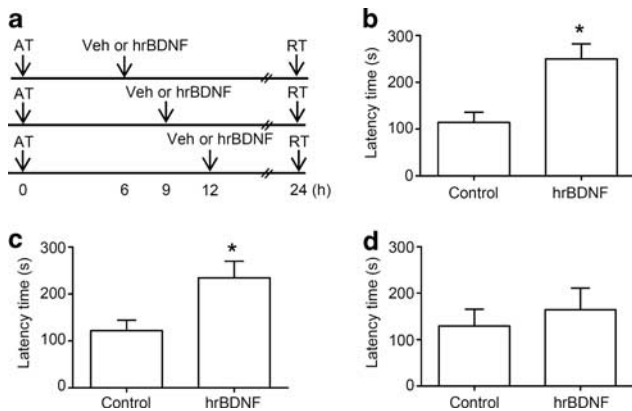 a
AT Veh or hrBDNF RT
AT Veh or hrBDNF RT
AT Veh or hrBDNF RT
0 6 9 12 24 (h)
b
Latency time (s)
300
200
100
0
*
Control hrBDNF
c
Latency time (s)
300
200
100
0
*
Control hrBDNF
d
Latency time (s)
300
200
100
0
Control hrBDNF